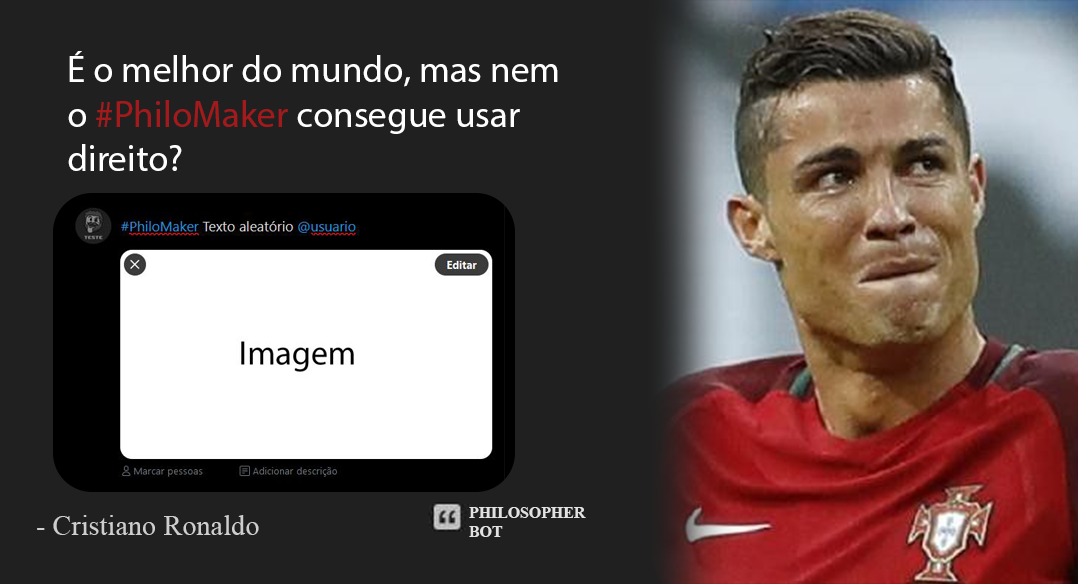 É o melhor do mundo, mas nem
o #PhiloMaker consegue usar
direito?
TESTE
#PhiloMaker Texto aleatório @usuario
Editar
Imagem
Marcar pessoas
Adicionar descrição
- Cristiano Ronaldo
PHILOSOPHER
BOT